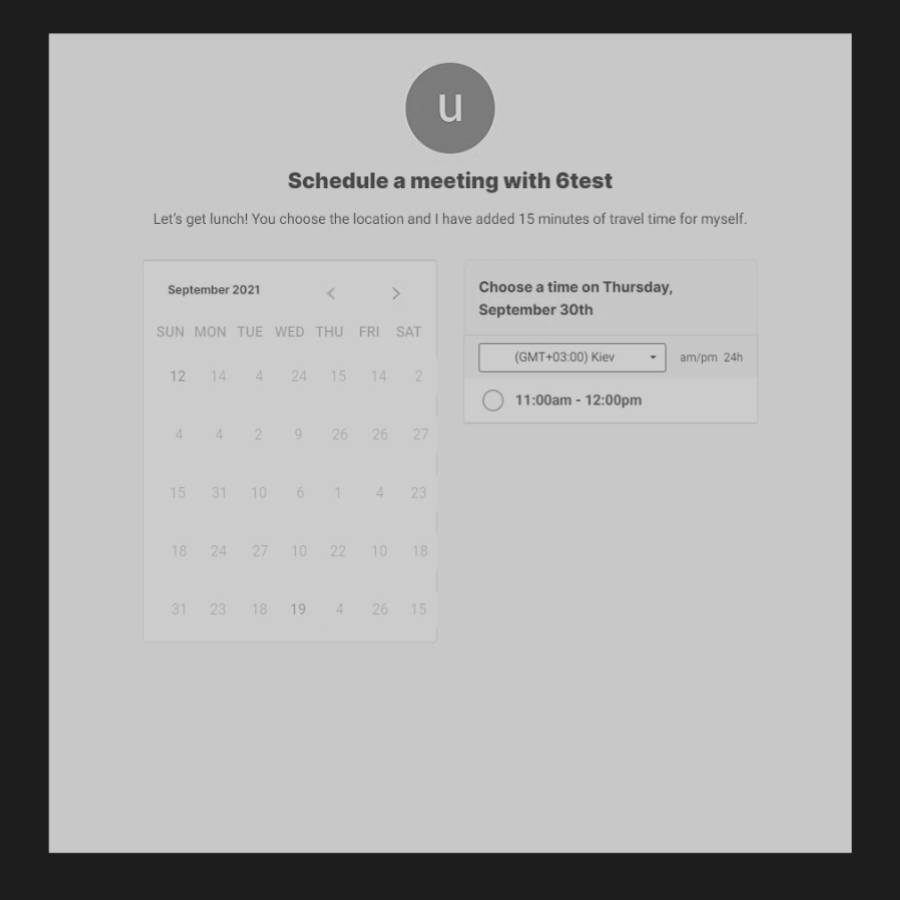 u
Schedule a meeting with 6test
Let's get lunch! You choose the location and I have added 15 minutes of travel time for myself.
September 2021
SUN MON TUE WED THU FRI SAT
12 14 4 24 15 14 2
4 4 2 9 26 26 27
15 31 10 6 1 4 23
18 24 27 10 22 10 18
31 23 18 19 4 26 15
Choose a time on Thursday,
September 30th
(GMT+03:00) Kiev am/pm 24h
11:00am - 12:00pm